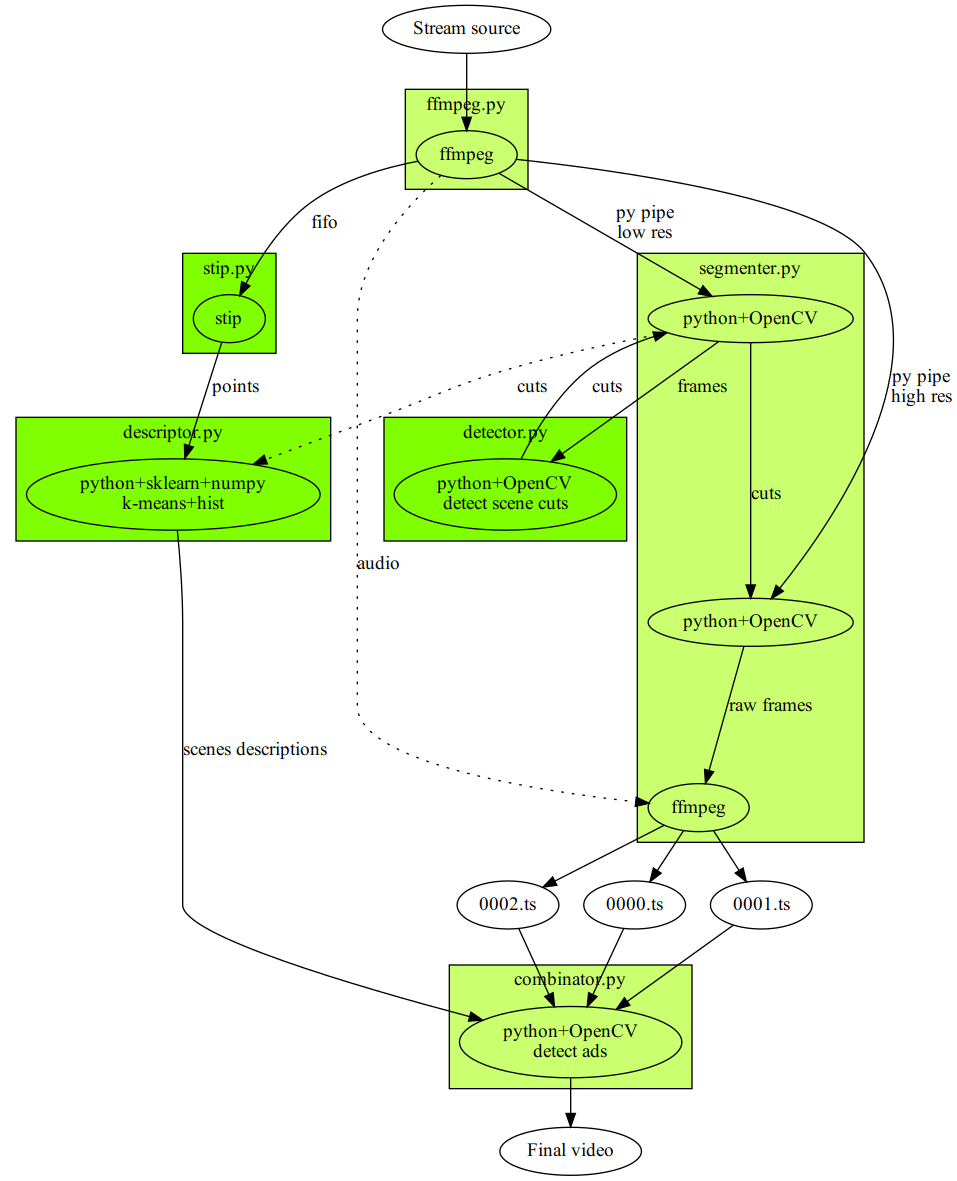 Stream source
ffmpeg.py
ffmpeg
fifo
py pipe
low res
stip.py
segmenter.py
stip
python+OpenCV
points
cuts
cuts
frames
py pipe
high res
descriptor.py
detector.py
python+sklearn+numpy
k-means+hist
python+OpenCV
detect scene cuts
cuts
audio
python+OpenCV
raw frames
scenes descriptions
ffmpeg
0002.ts
0000.ts
0001.ts
combinator.py
python+OpenCV
detect ads
Final video